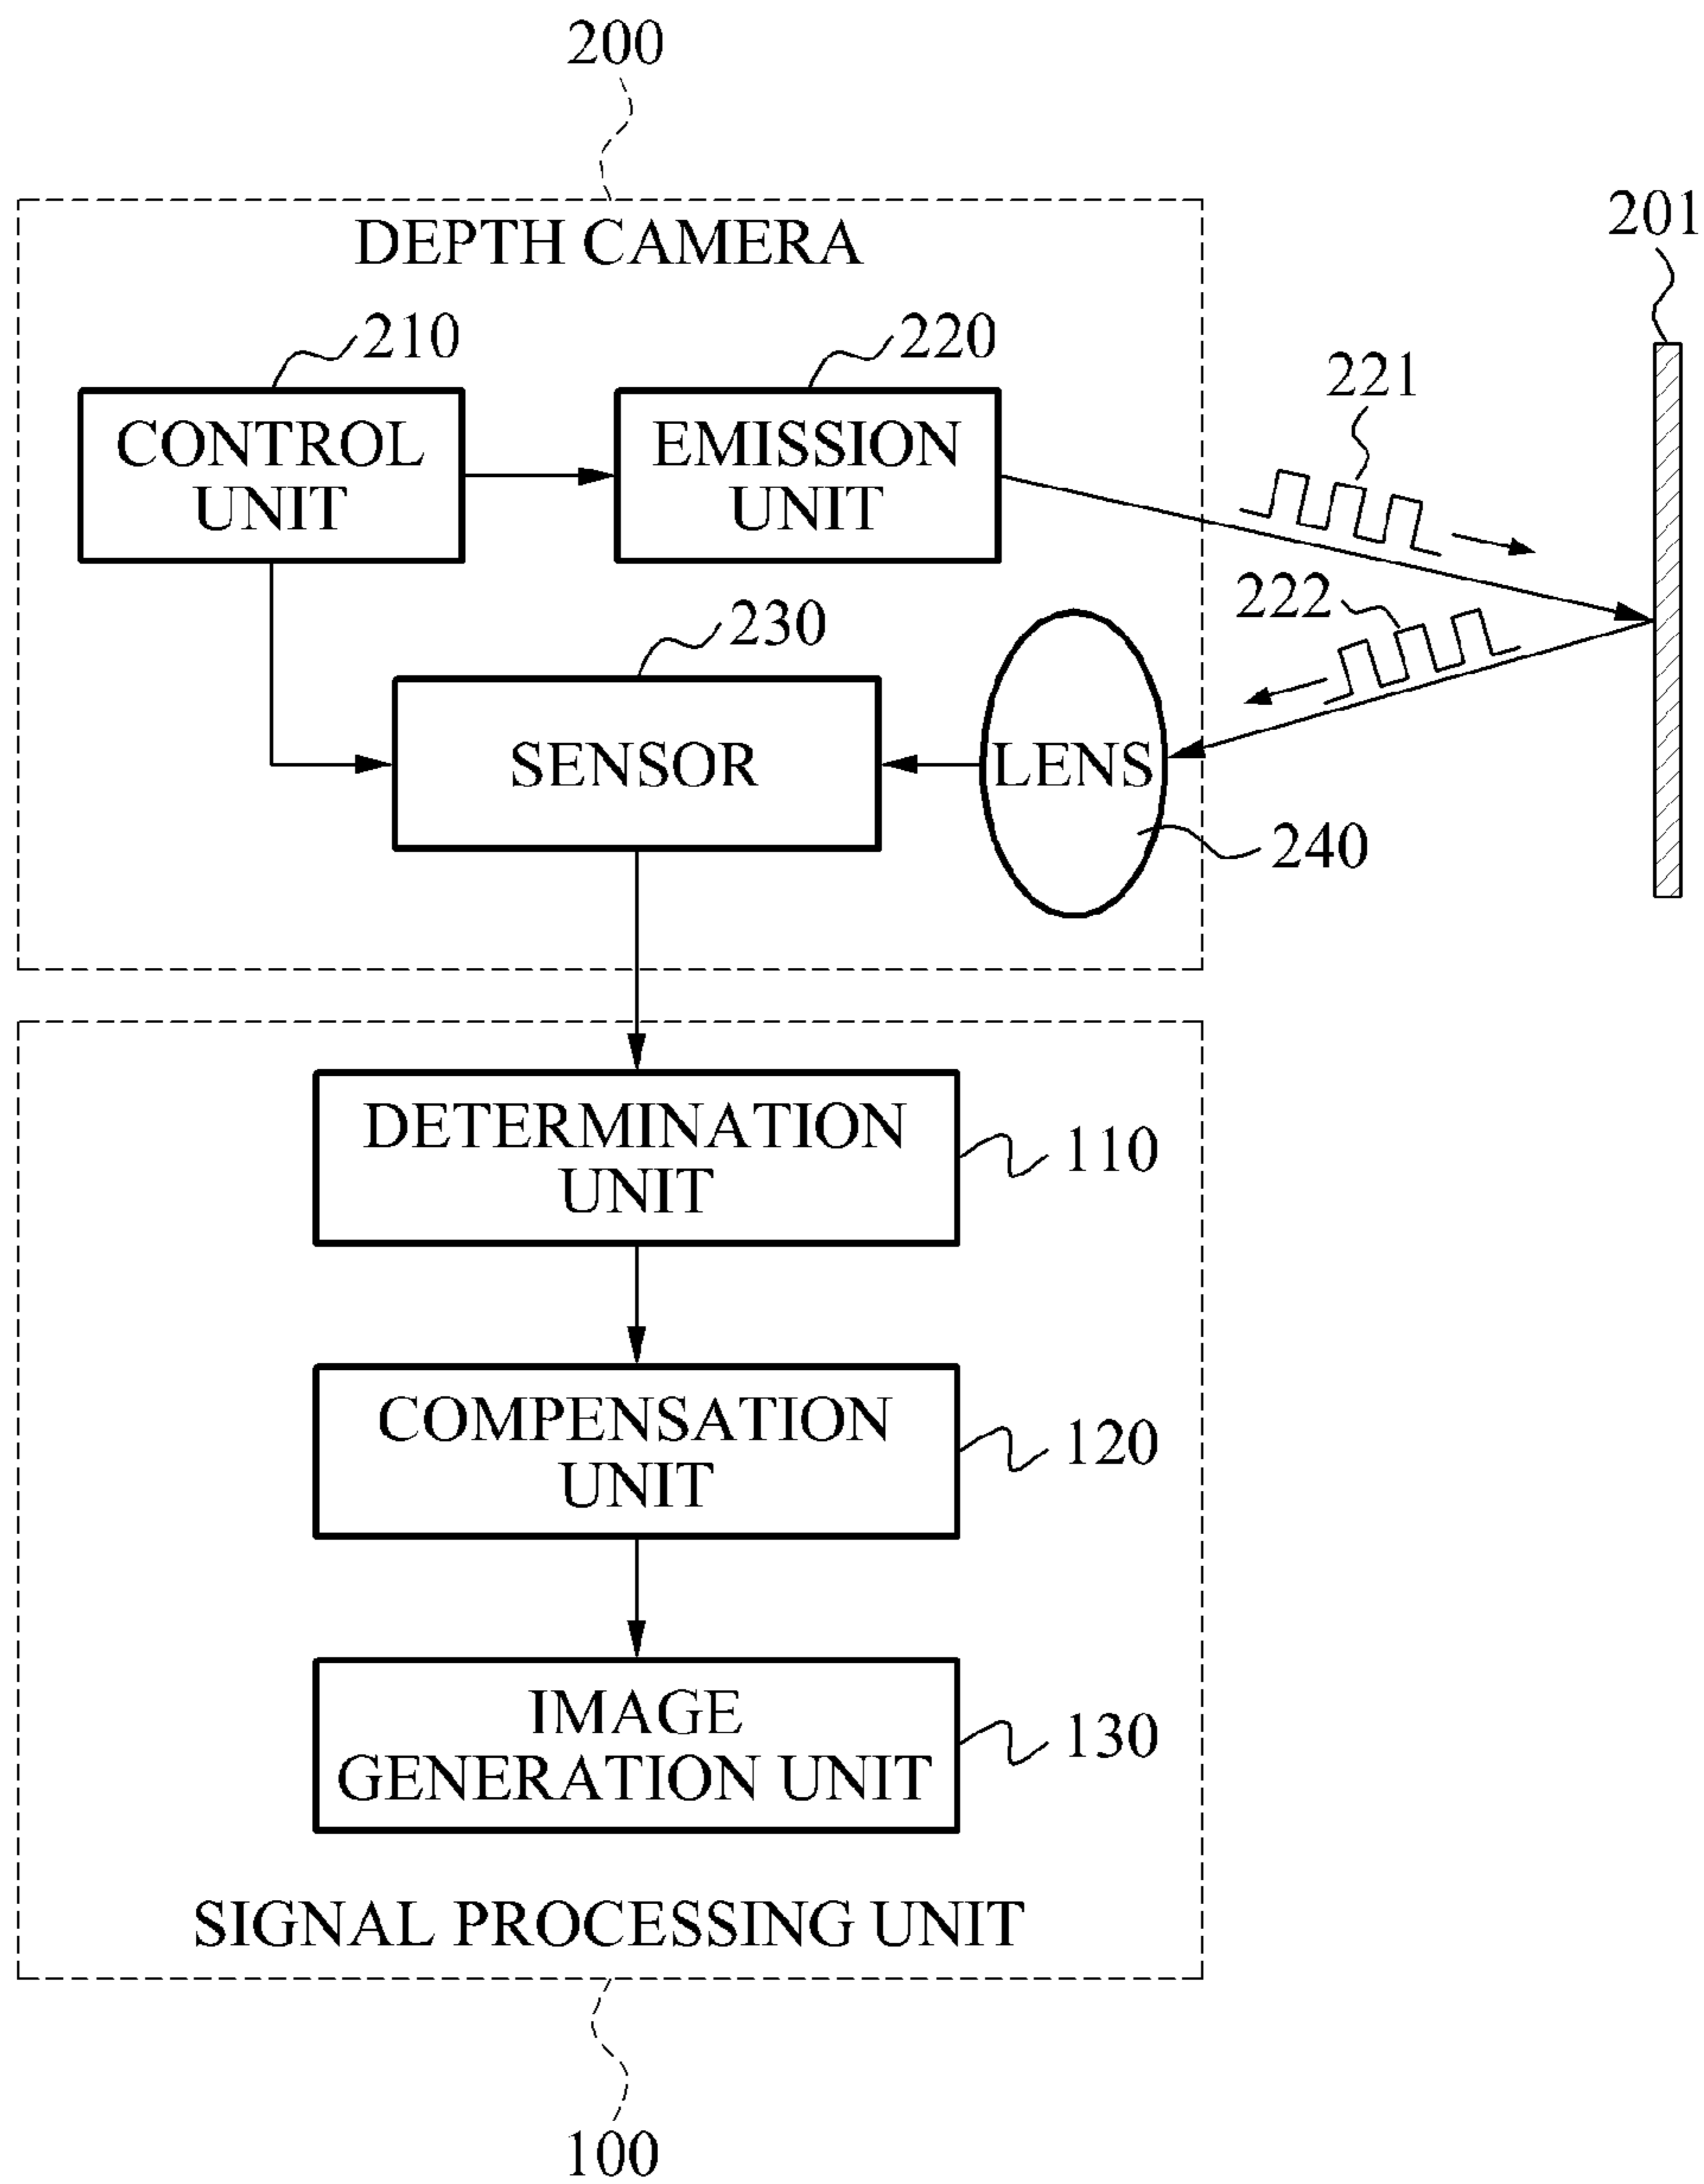 200
DEPTH CAMERA
201
210
220
221
CONTROL
UNIT
EMISSION
UNIT
222
230
SENSOR
LENS
240
DETERMINATION
UNIT
110
COMPENSATION
UNIT
120
IMAGE
GENERATION UNIT
130
SIGNAL PROCESSING UNIT
100